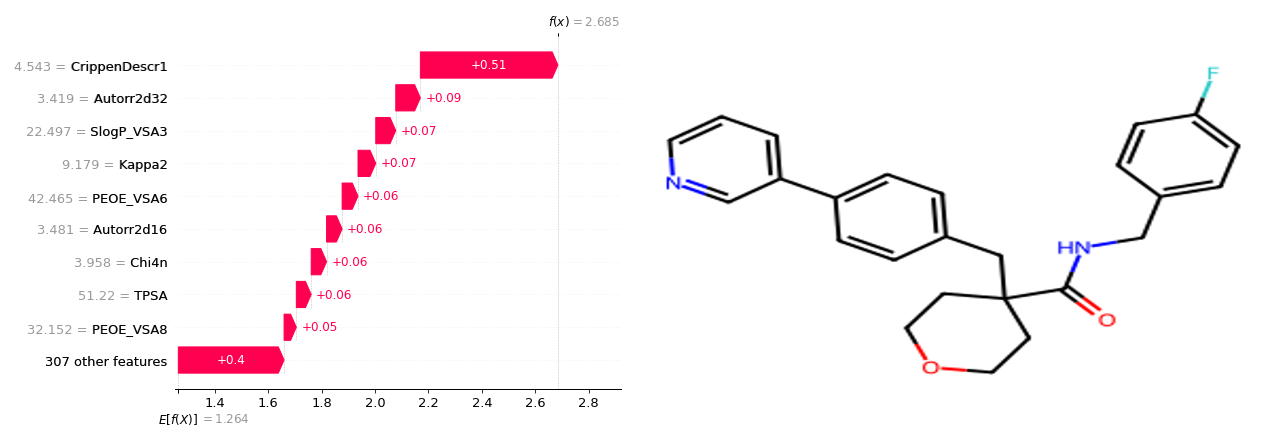 f(x) = 2.685
4.543 = CrippenDescr1
+0.51
3.419 = Autorr2d32
+0.09
22.497 = SlogP_VSA3
+0.07
9.179 = Kappa2
+0.07
42.465 = PEOE_VSA6
+0.06
3.481 = Autorr2d16
+0.06
3.958 = Chi4n
+0.06
51.22 = TPSA
+0.06
32.152 = PEOE_VSA8
+0.05
307 other features
+0.4
1.4 1.6 1.8 2.0 2.2 2.4 2.6 2.8
E[f(X)] = 1.264
F
N
HN
O
O